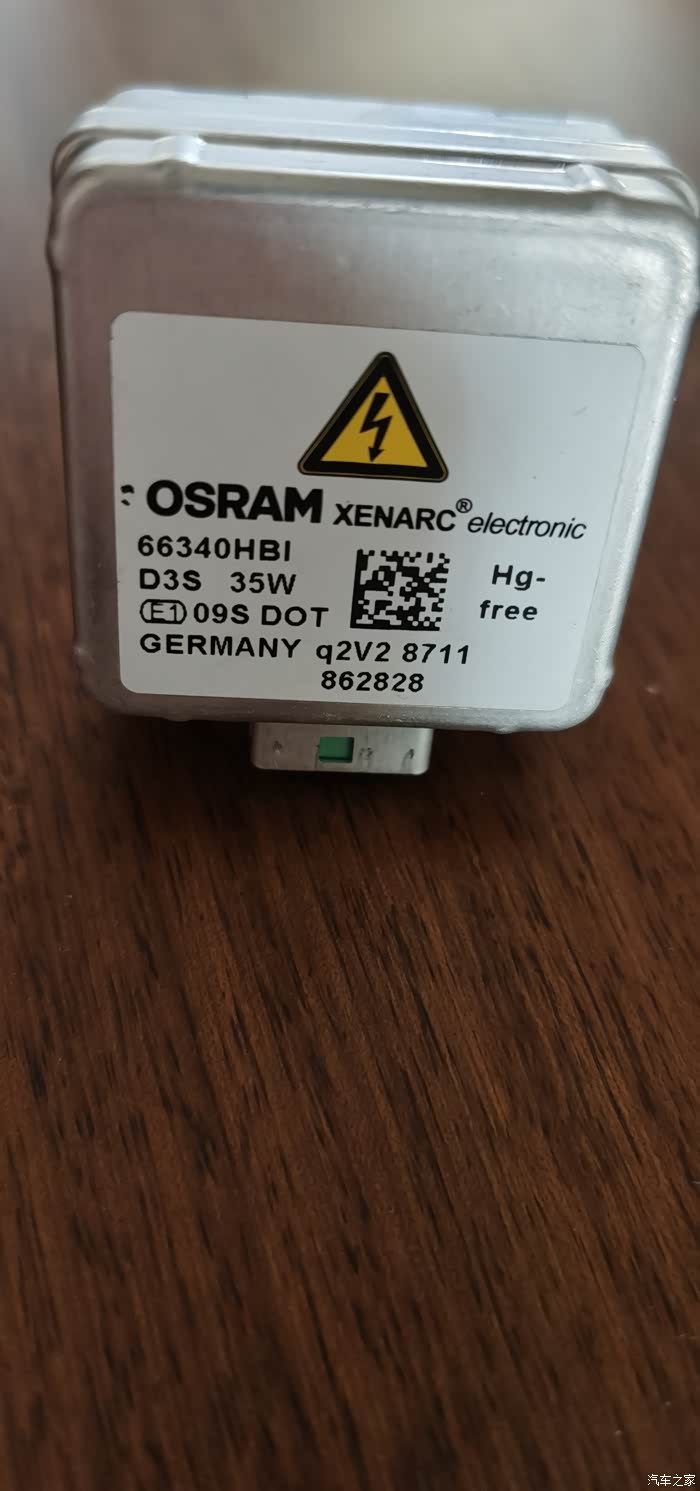 OSRAM XENARC® electronic
66340HBI
D3S 35W
Hg-
free
E1 09S DOT
GERMANY q2V2 8711
862828
汽车之家